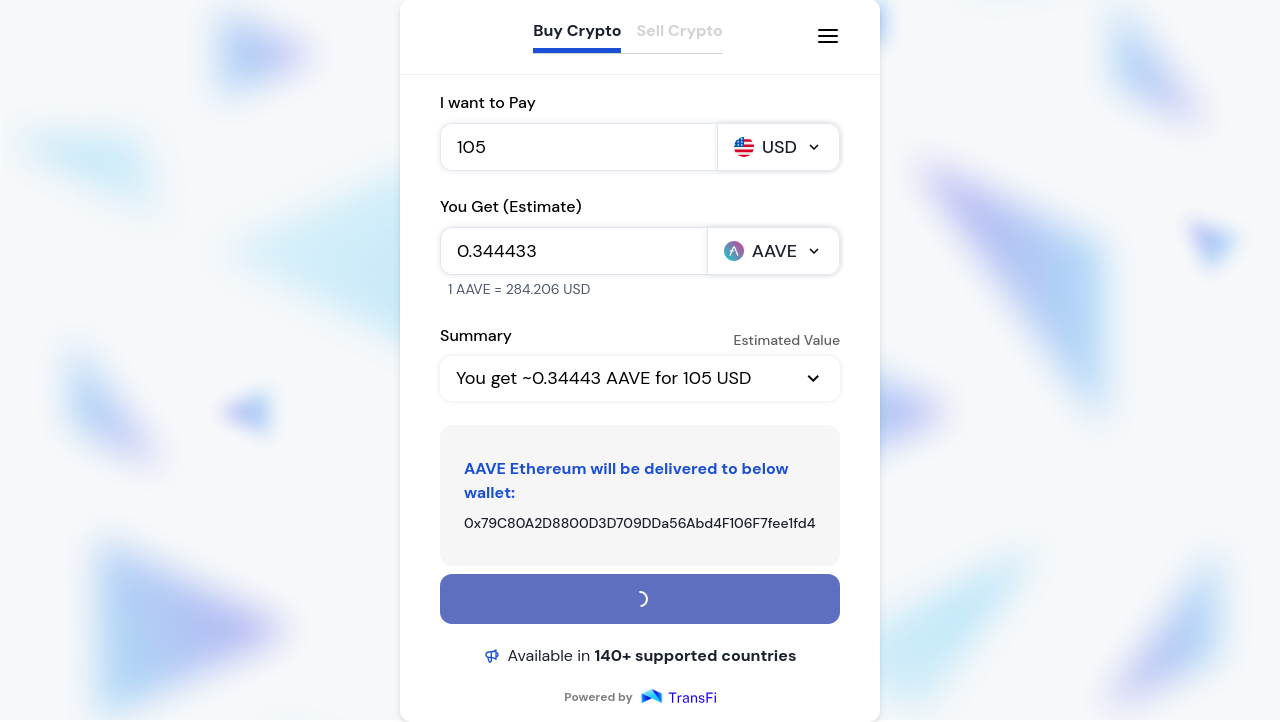 Buy Crypto Sell Crypto
I want to Pay
105 USD
You Get (Estimate)
0.344433 AAVE
1 AAVE = 284.206 USD
Summary Estimated Value
You get ~0.34443 AAVE for 105 USD
AAVE Ethereum will be delivered to below
wallet:
0x79C80A2D8800D3D709DDa56Abd4F106F7fee1fd4
Available in 140+ supported countries
Powered by TransFi